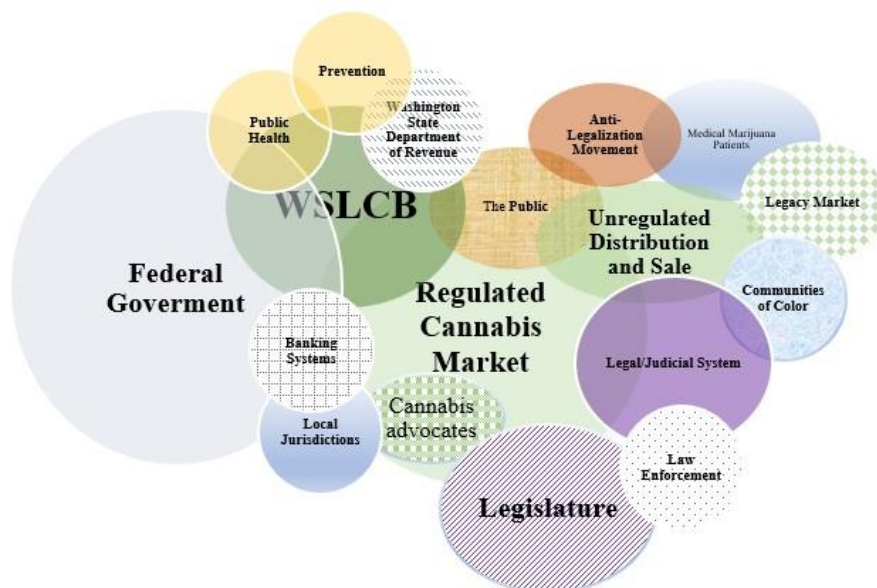 Prevention
Public
Health
Washington
State
Department
of Revenue
Anti-
Legalization
Movement
Medical Marijuana
Patients
WSLCB
The Public
Legacy Market
Unregulated
Distribution
and Sale
Federal
Goverment
Regulated
Cannabis
Market
Communities
of Color
Banking
Systems
Legal/Judicial System
Cannabis
advocates
Local
Jurisdictions
Law
Enforcement
Legislature